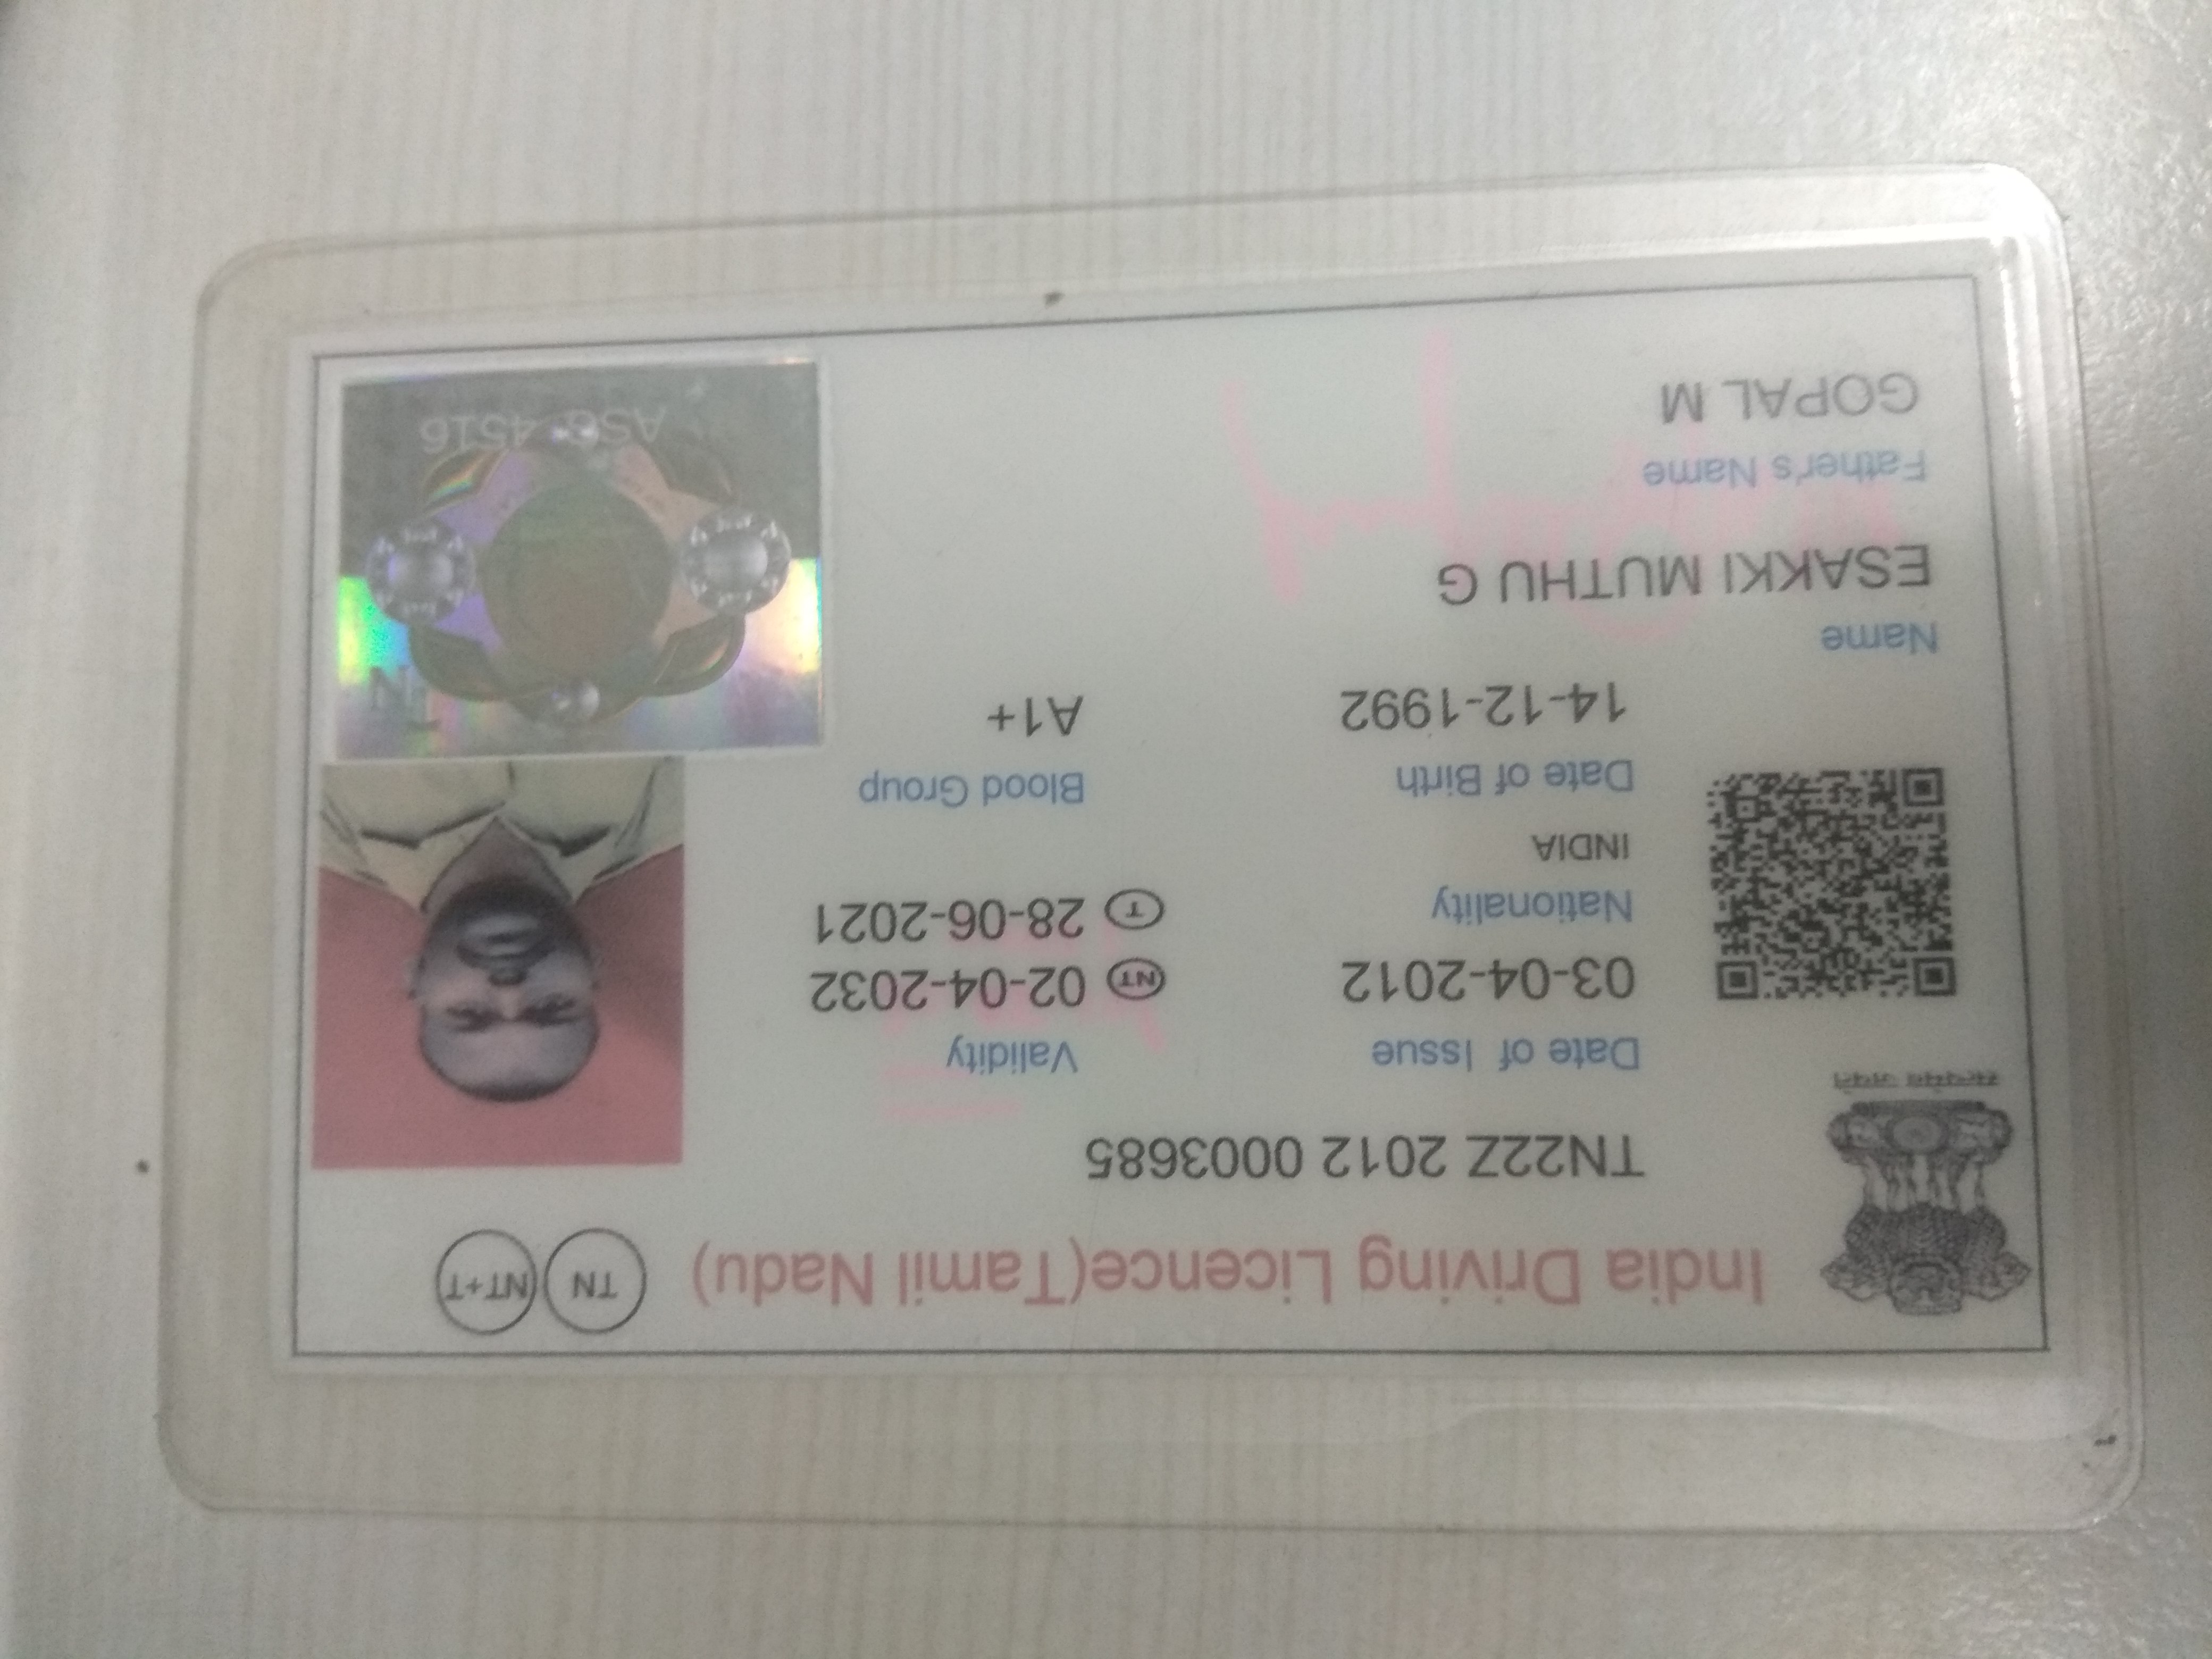 India Driving Licence(Tamil Nadu)
TN
NT+T
TN22Z 2012 0003685
Date of Issue
Validity
03-04-2012
NT 02-04-2032
Nationality
T 28-06-2021
INDIA
Date of Birth
Blood Group
14-12-1992
A1+
Name
ESAKKI MUTHU G
Father's Name
GOPAL M
TN